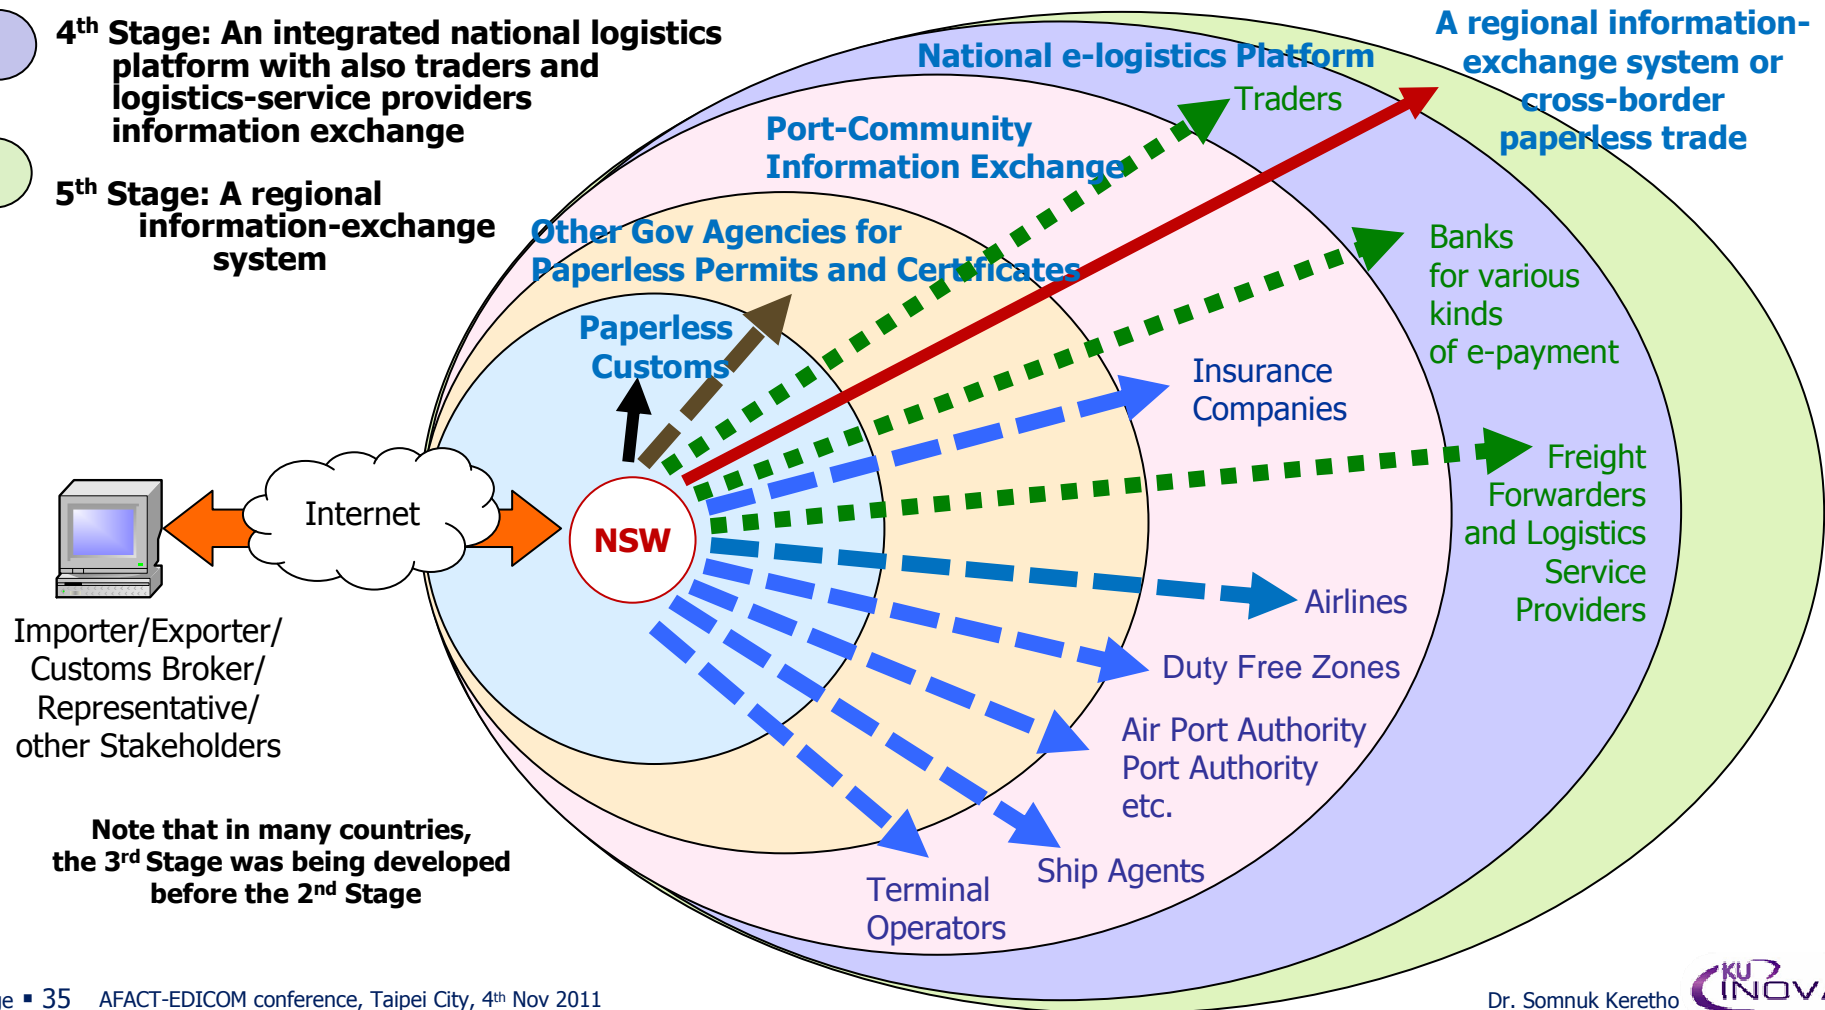 4th Stage: An integrated national logistics
platform with also traders and
logistics-service providers
information exchange
5th Stage: A regional
information-exchange
system
National e-logistics Platform
A regional information-
exchange system or
cross-border
paperless trade
Traders
Port-Community
Information Exchange
Other Gov Agencies for
Paperless Permits and Certificates
Paperless
Customs
Banks
for various
kinds
of e-payment
Insurance
Companies
Freight
Forwarders
and Logistics
Service
Providers
Internet
NSW
Airlines
Duty Free Zones
Air Port Authority
Port Authority
etc.
Ship Agents
Terminal
Operators
Importer/Exporter/
Customs Broker/
Representative/
other Stakeholders
Note that in many countries,
the 3rd Stage was being developed
before the 2nd Stage
ge ▪ 35 AFACT-EDICOM conference, Taipei City, 4th Nov 2011
Dr. Somnuk Keretho
KU
INOVA